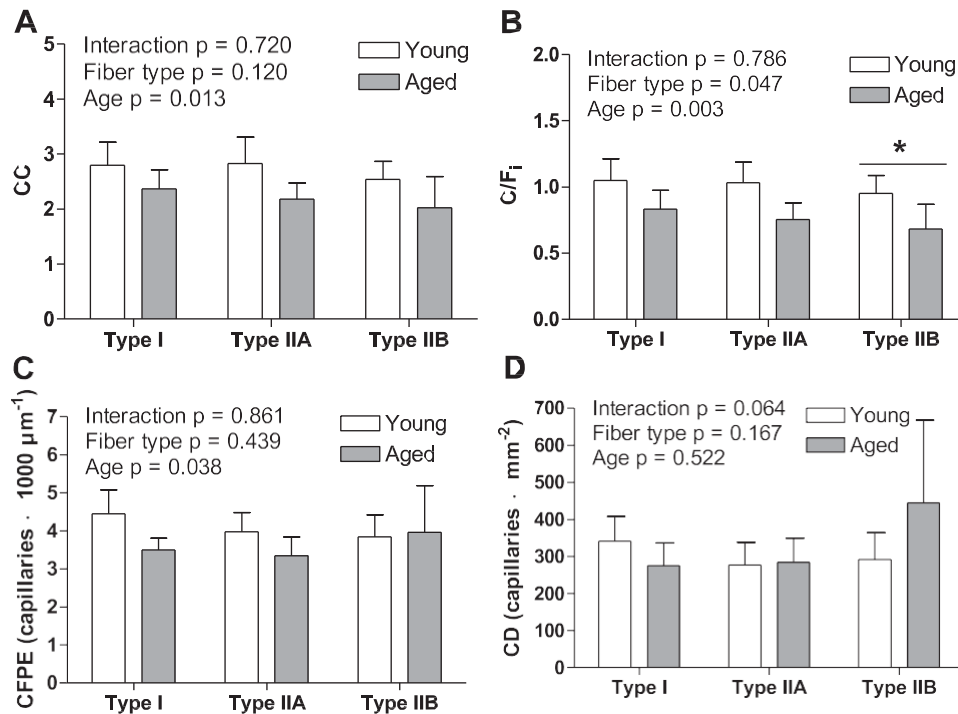 A
Interaction p = 0.720
Fiber type p = 0.120
Age p = 0.013
Young
Aged
CC
5
4
3
2
1
0
Type I
Type IIA
Type IIB
B
Interaction p = 0.786
Fiber type p = 0.047
Age p = 0.003
Young
Aged
C/Fi
2.0
1.5
1.0
0.5
0.0
*
Type I
Type IIA
Type IIB
C
Interaction p = 0.861
Fiber type p = 0.439
Age p = 0.038
Young
Aged
CFPE (capillaries · 1000 µm-1)
7
6
5
4
3
2
1
0
Type I
Type IIA
Type IIB
D
Interaction p = 0.064
Fiber type p = 0.167
Age p = 0.522
Young
Aged
CD (capillaries · mm-2)
700
600
500
400
300
200
100
0
Type I
Type IIA
Type IIB